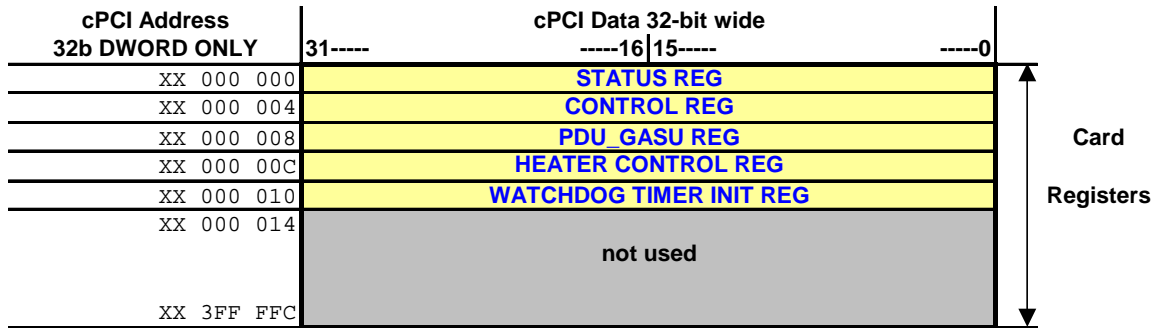 cPCI Address cPCI Data 32-bit wide
32b DWORD ONLY 31----- -----16 15----- -----0
XX 000 000 STATUS REG
XX 000 004 CONTROL REG
XX 000 008 PDU_GASU REG Card
XX 000 00C HEATER CONTROL REG
XX 000 010 WATCHDOG TIMER INIT REG Registers
XX 000 014
not used
XX 3FF FFC